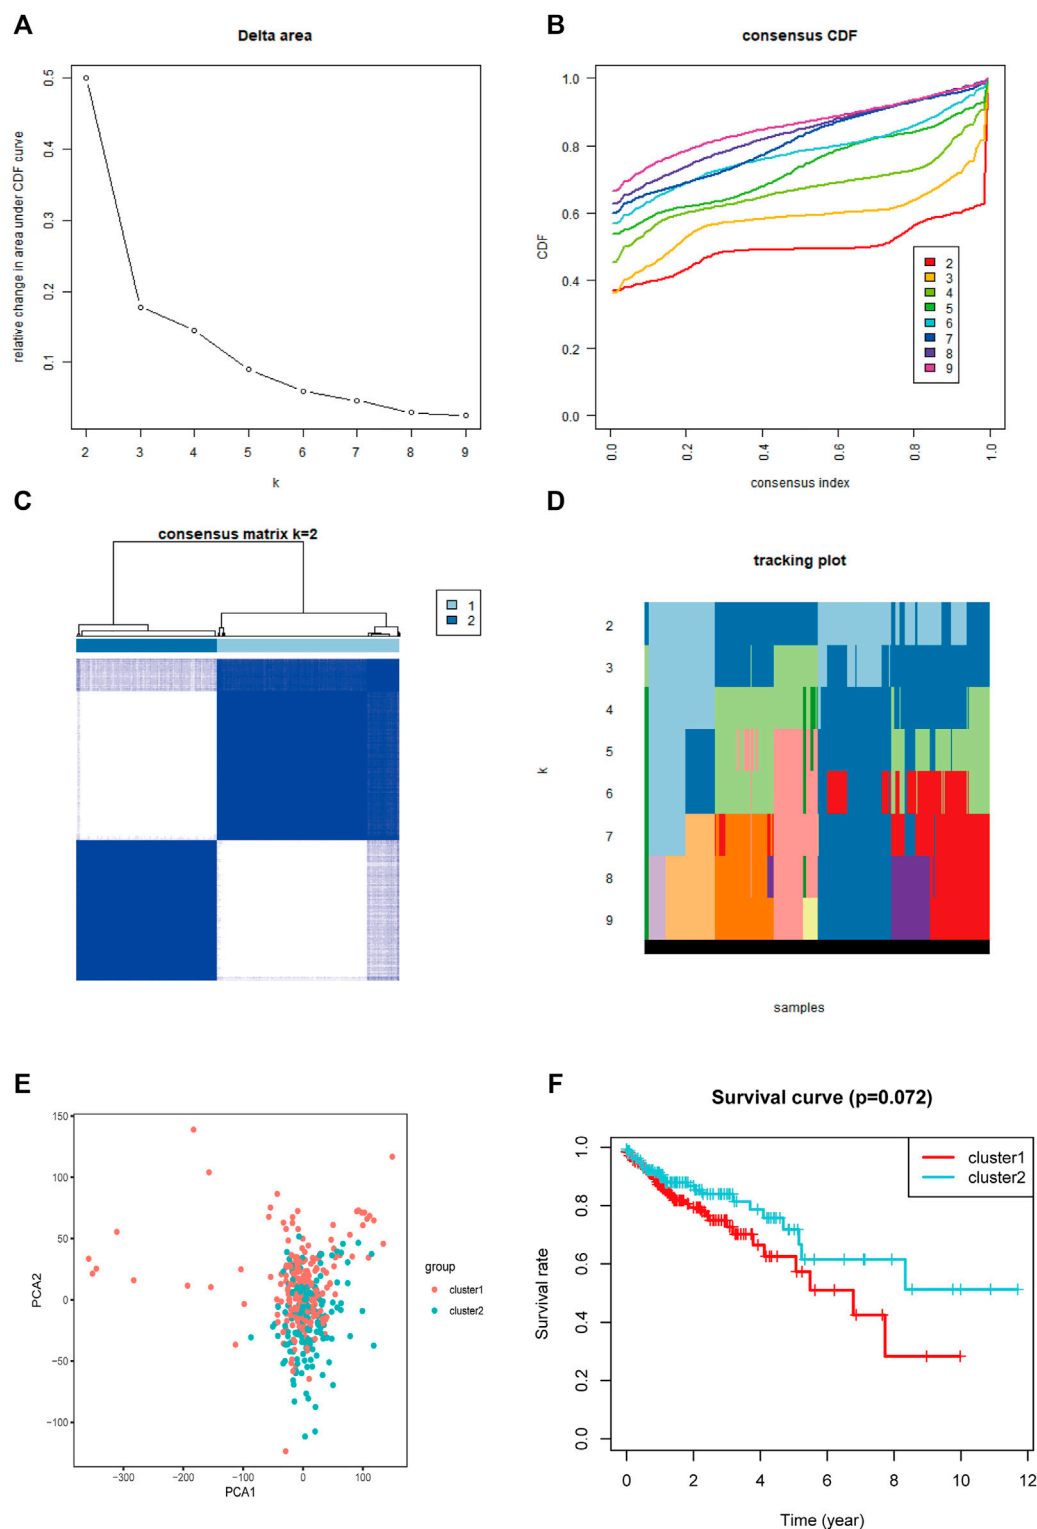 A
Delta area
relative change in area under CDF curve
0.5
0.4
0.3
0.2
0.1
2 3 4 5 6 7 8 9
k
B
consensus CDF
CDF
1.0
0.8
0.6
0.4
0.2
0.0
2
3
4
5
6
7
8
9
0.0 0.2 0.4 0.6 0.8 1.0
consensus index
C
consensus matrix k=2
1
2
D
tracking plot
k
2
3
4
5
6
7
8
9
samples
E
PCA2
150
100
50
0
−50
−100
−300 −200 −100 0 100
PCA1
group
cluster1
cluster2
F
Survival curve (p=0.072)
Survival rate
1.0
0.8
0.6
0.4
0.2
0.0
cluster1
cluster2
0 2 4 6 8 10 12
Time (year)